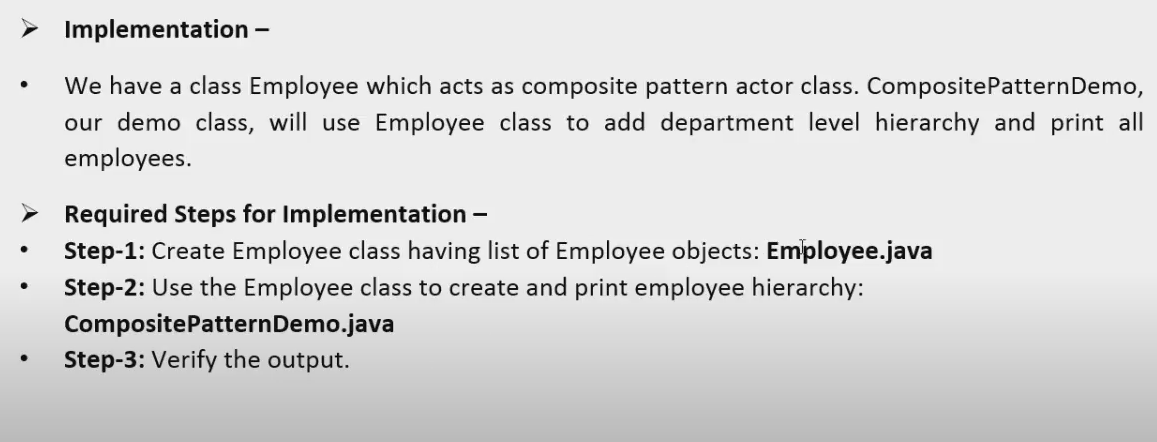 ➢ Implementation –
• We have a class Employee which acts as composite pattern actor class. CompositePatternDemo,
our demo class, will use Employee class to add department level hierarchy and print all
employees.
➢ Required Steps for Implementation –
• Step-1: Create Employee class having list of Employee objects: Employee.java
• Step-2: Use the Employee class to create and print employee hierarchy:
CompositePatternDemo.java
• Step-3: Verify the output.